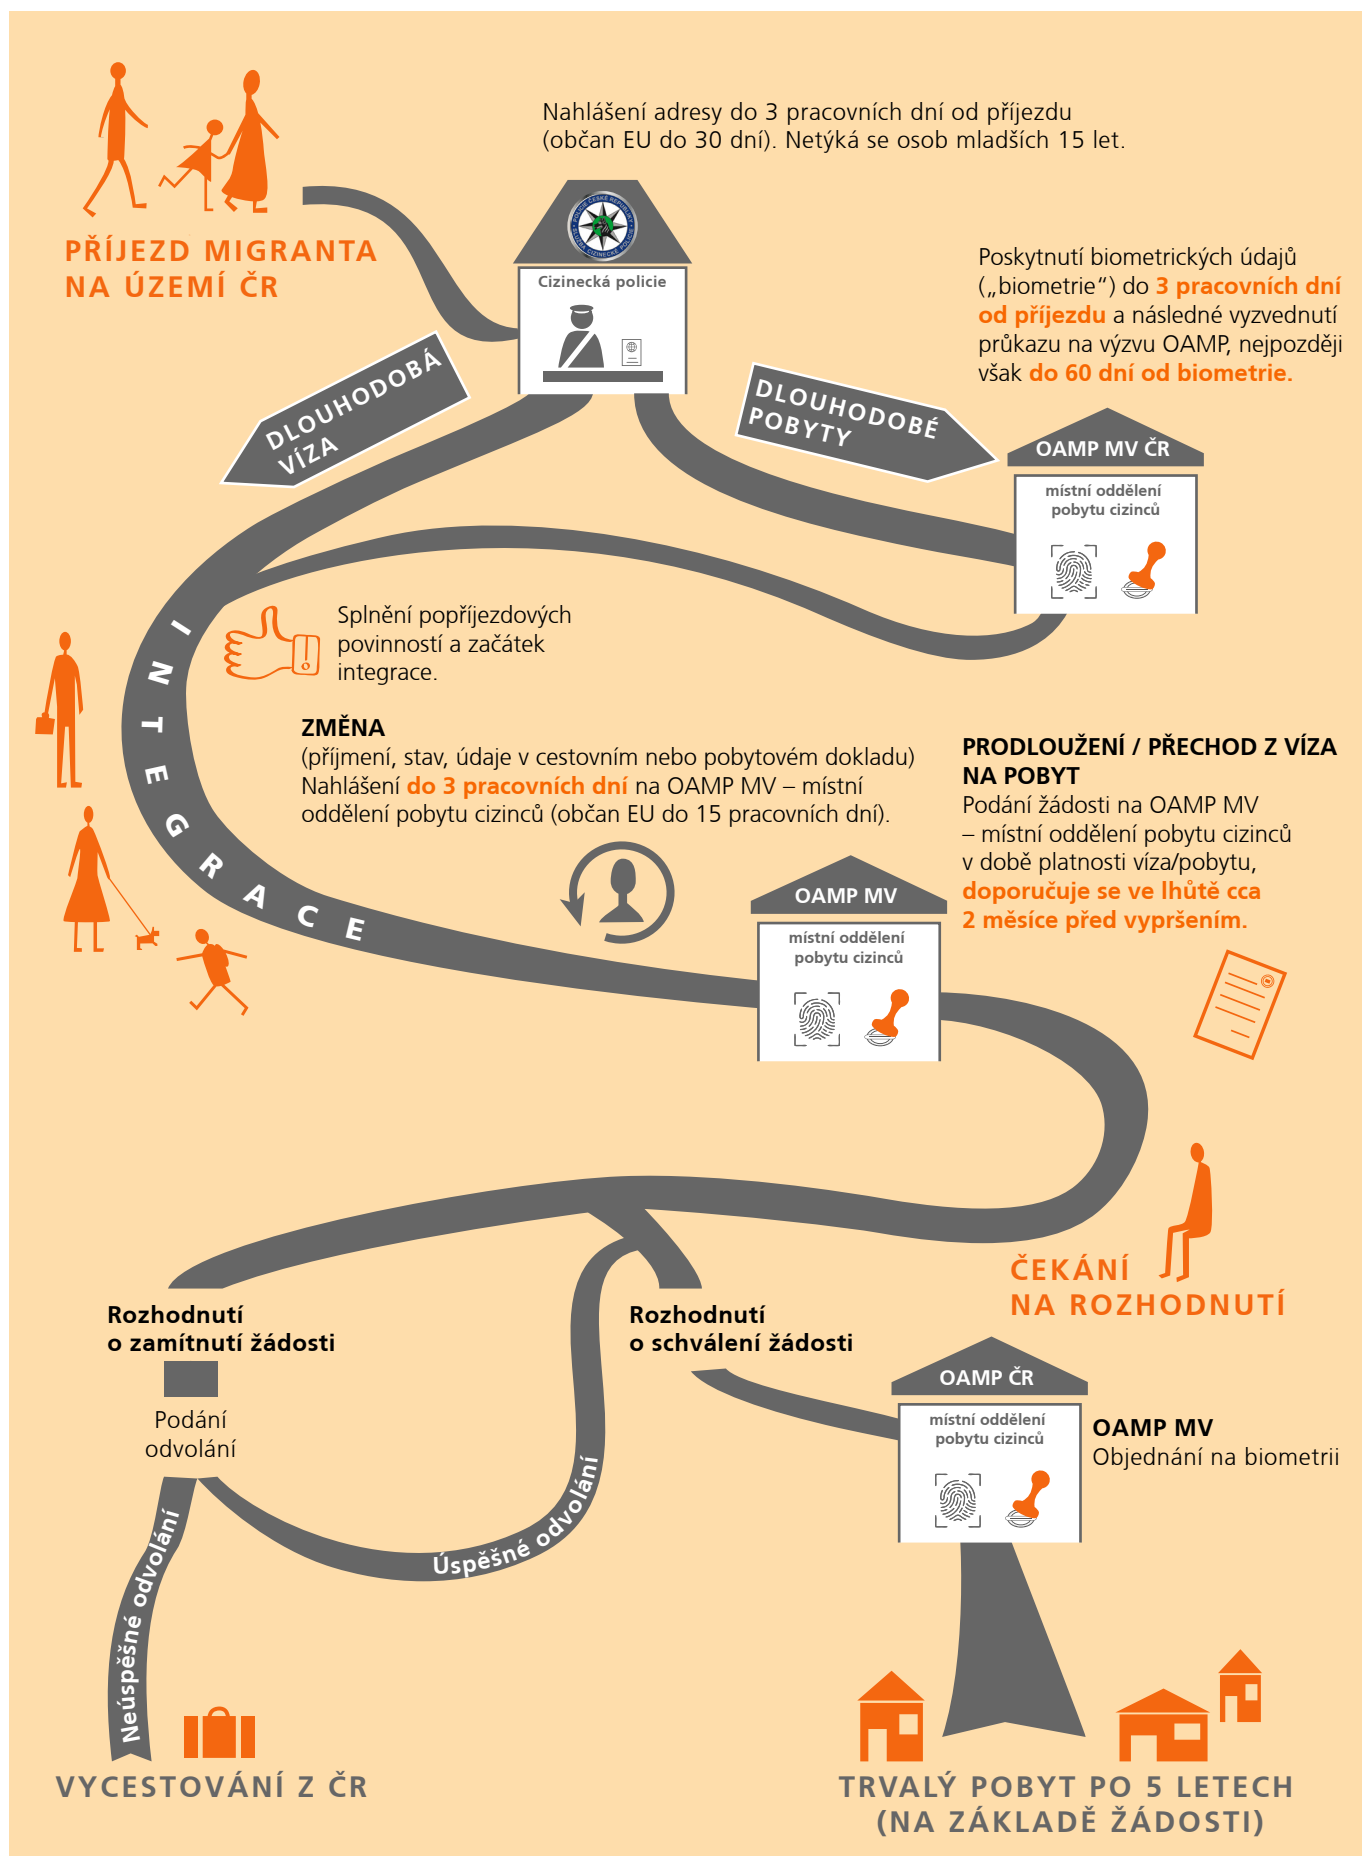 Nahlášení adresy do 3 pracovních dní od příjezdu
(občan EU do 30 dní). Netýká se osob mladších 15 let.
PŘÍJEZD MIGRANTA
NA ÚZEMÍ ČR
POLICIE ČESKÉ REPUBLIKY
SLUŽBA CIZINECKÉ POLICIE
Cizinecká policie
Poskytnutí biometrických údajů
(„biometrie“) do 3 pracovních dní
od příjezdu a následné vyzvednutí
průkazu na výzvu OAMP, nejpozději
však do 60 dní od biometrie.
DLOUHODOBÁ
VÍZA
DLOUHODOBÉ
POBYTY
OAMP MV ČR
místní oddělení
pobytu cizinců
Splnění popříjezdových
povinností a začátek
integrace.
INTEGRACE
ZMĚNA
(příjmení, stav, údaje v cestovním nebo pobytovém dokladu)
Nahlášení do 3 pracovních dní na OAMP MV – místní
oddělení pobytu cizinců (občan EU do 15 pracovních dní).
PRODLOUŽENÍ / PŘECHOD Z VÍZA
NA POBYT
Podání žádosti na OAMP MV
– místní oddělení pobytu cizinců
v době platnosti víza/pobytu,
doporučuje se ve lhůtě cca
2 měsíce před vypršením.
OAMP MV
místní oddělení
pobytu cizinců
ČEKÁNÍ
NA ROZHODNUTÍ
Rozhodnutí
o zamítnutí žádosti
Rozhodnutí
o schválení žádosti
Podání
odvolání
OAMP ČR
místní oddělení
pobytu cizinců
OAMP MV
Objednání na biometrii
Neúspěšné odvolání
Úspěšné odvolání
VYCESTOVÁNÍ Z ČR
TRVALÝ POBYT PO 5 LETECH
(NA ZÁKLADĚ ŽÁDOSTI)